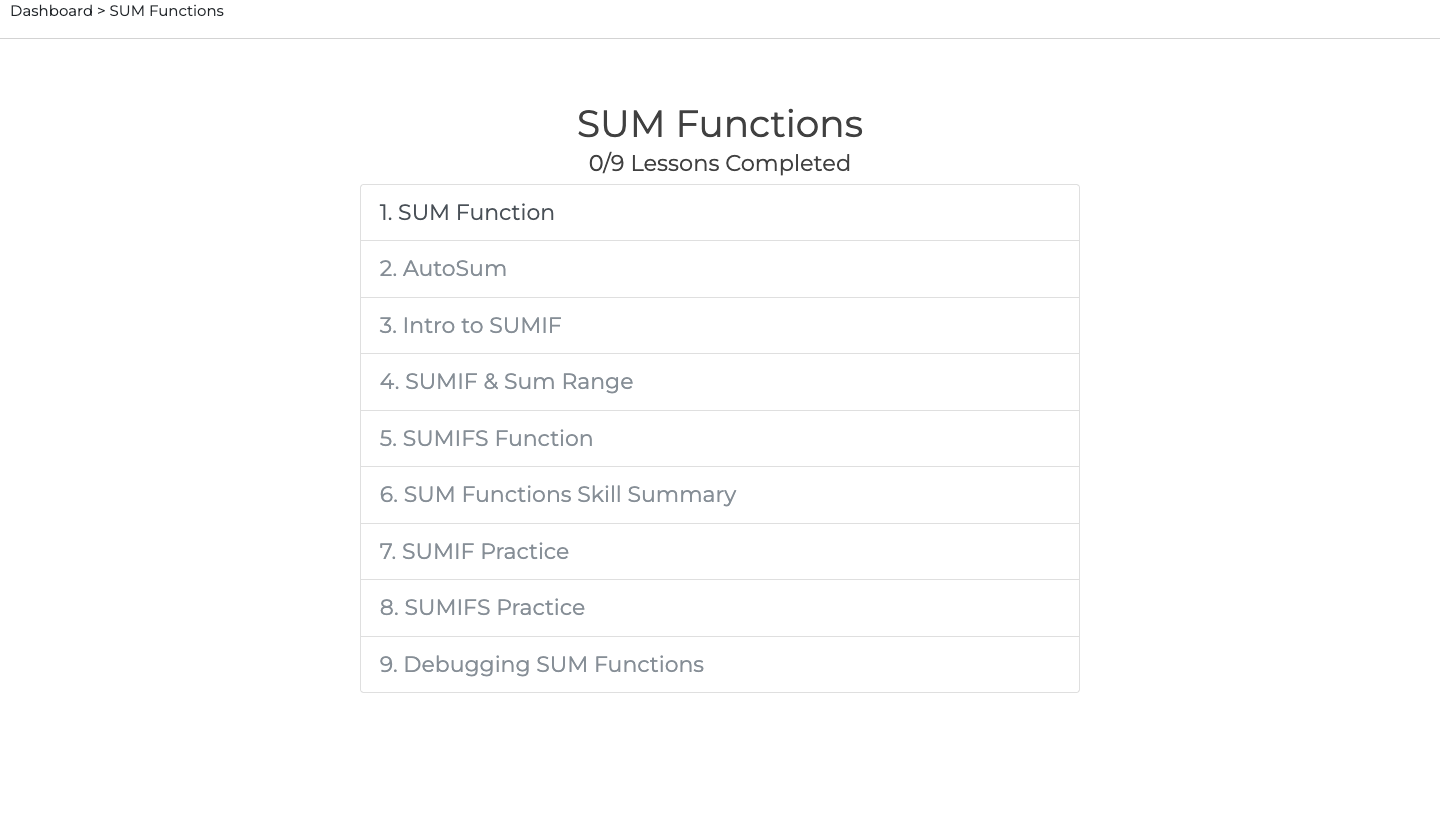 Dashboard > SUM Functions
SUM Functions
0/9 Lessons Completed
1. SUM Function
2. AutoSum
3. Intro to SUMIF
4. SUMIF & Sum Range
5. SUMIFS Function
6. SUM Functions Skill Summary
7. SUMIF Practice
8. SUMIFS Practice
9. Debugging SUM Functions